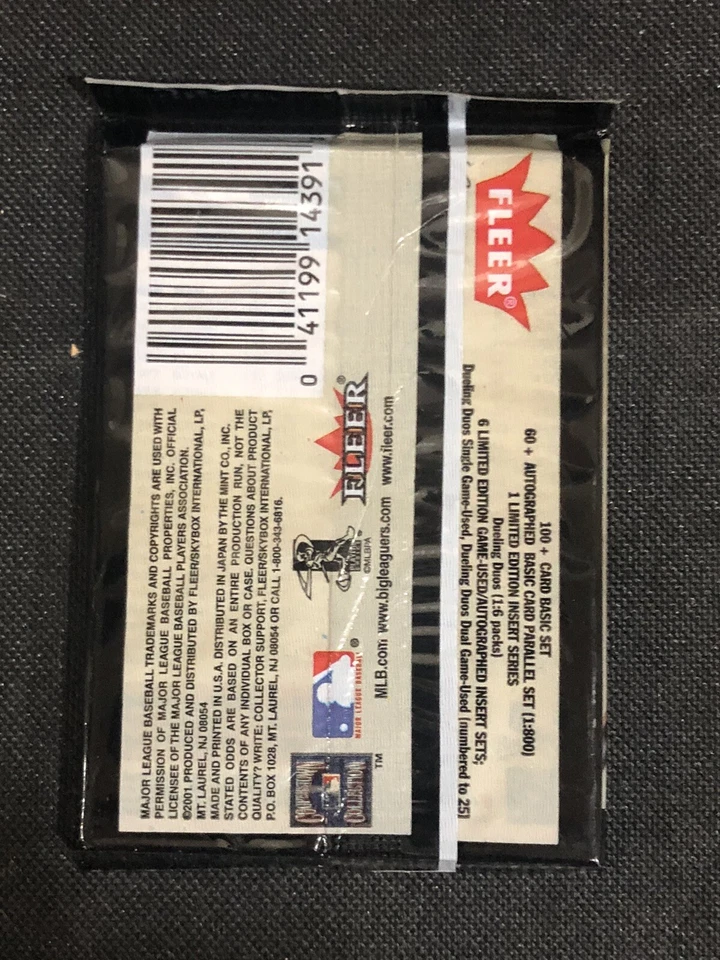 FLEER®
100 + CARD BASIC SET
60 + AUTOGRAPHED BASIC CARD PARALLEL SET (1:800)
1 LIMITED EDITION INSERT SERIES
Dueling Duos (1:6 packs)
6 LIMITED EDITION GAME-USED/AUTOGRAPHED INSERT SETS:
Dueling Duos Single Game-Used, Dueling Duos Dual Game-Used (numbered to 25)
0 41199 14391
MAJOR LEAGUE BASEBALL TRADEMARKS AND COPYRIGHTS ARE USED WITH
PERMISSION OF MAJOR LEAGUE BASEBALL PROPERTIES, INC. OFFICIAL
LICENSEE OF THE MAJOR LEAGUE BASEBALL PLAYERS ASSOCIATION.
©2001 PRODUCED AND DISTRIBUTED BY FLEER/SKYBOX INTERNATIONAL, LP,
MT. LAUREL, NJ 08054
MADE AND PRINTED IN U.S.A. DISTRIBUTED IN JAPAN BY THE MINT CO., INC.
STATED ODDS ARE BASED ON AN ENTIRE PRODUCTION RUN, NOT THE
CONTENTS OF ANY INDIVIDUAL BOX OR CASE. QUESTIONS ABOUT PRODUCT
QUALITY? WRITE: COLLECTOR SUPPORT, FLEER/SKYBOX INTERNATIONAL, LP,
P.O. BOX 1028, MT. LAUREL, NJ 08054 OR CALL 1-800-343-6816.
FLEER®
©MLBPA
MAJOR LEAGUE BASEBALL®
COOPERSTOWN
COLLECTION
™
www.fleer.com
www.bigleaguers.com
MLB.com